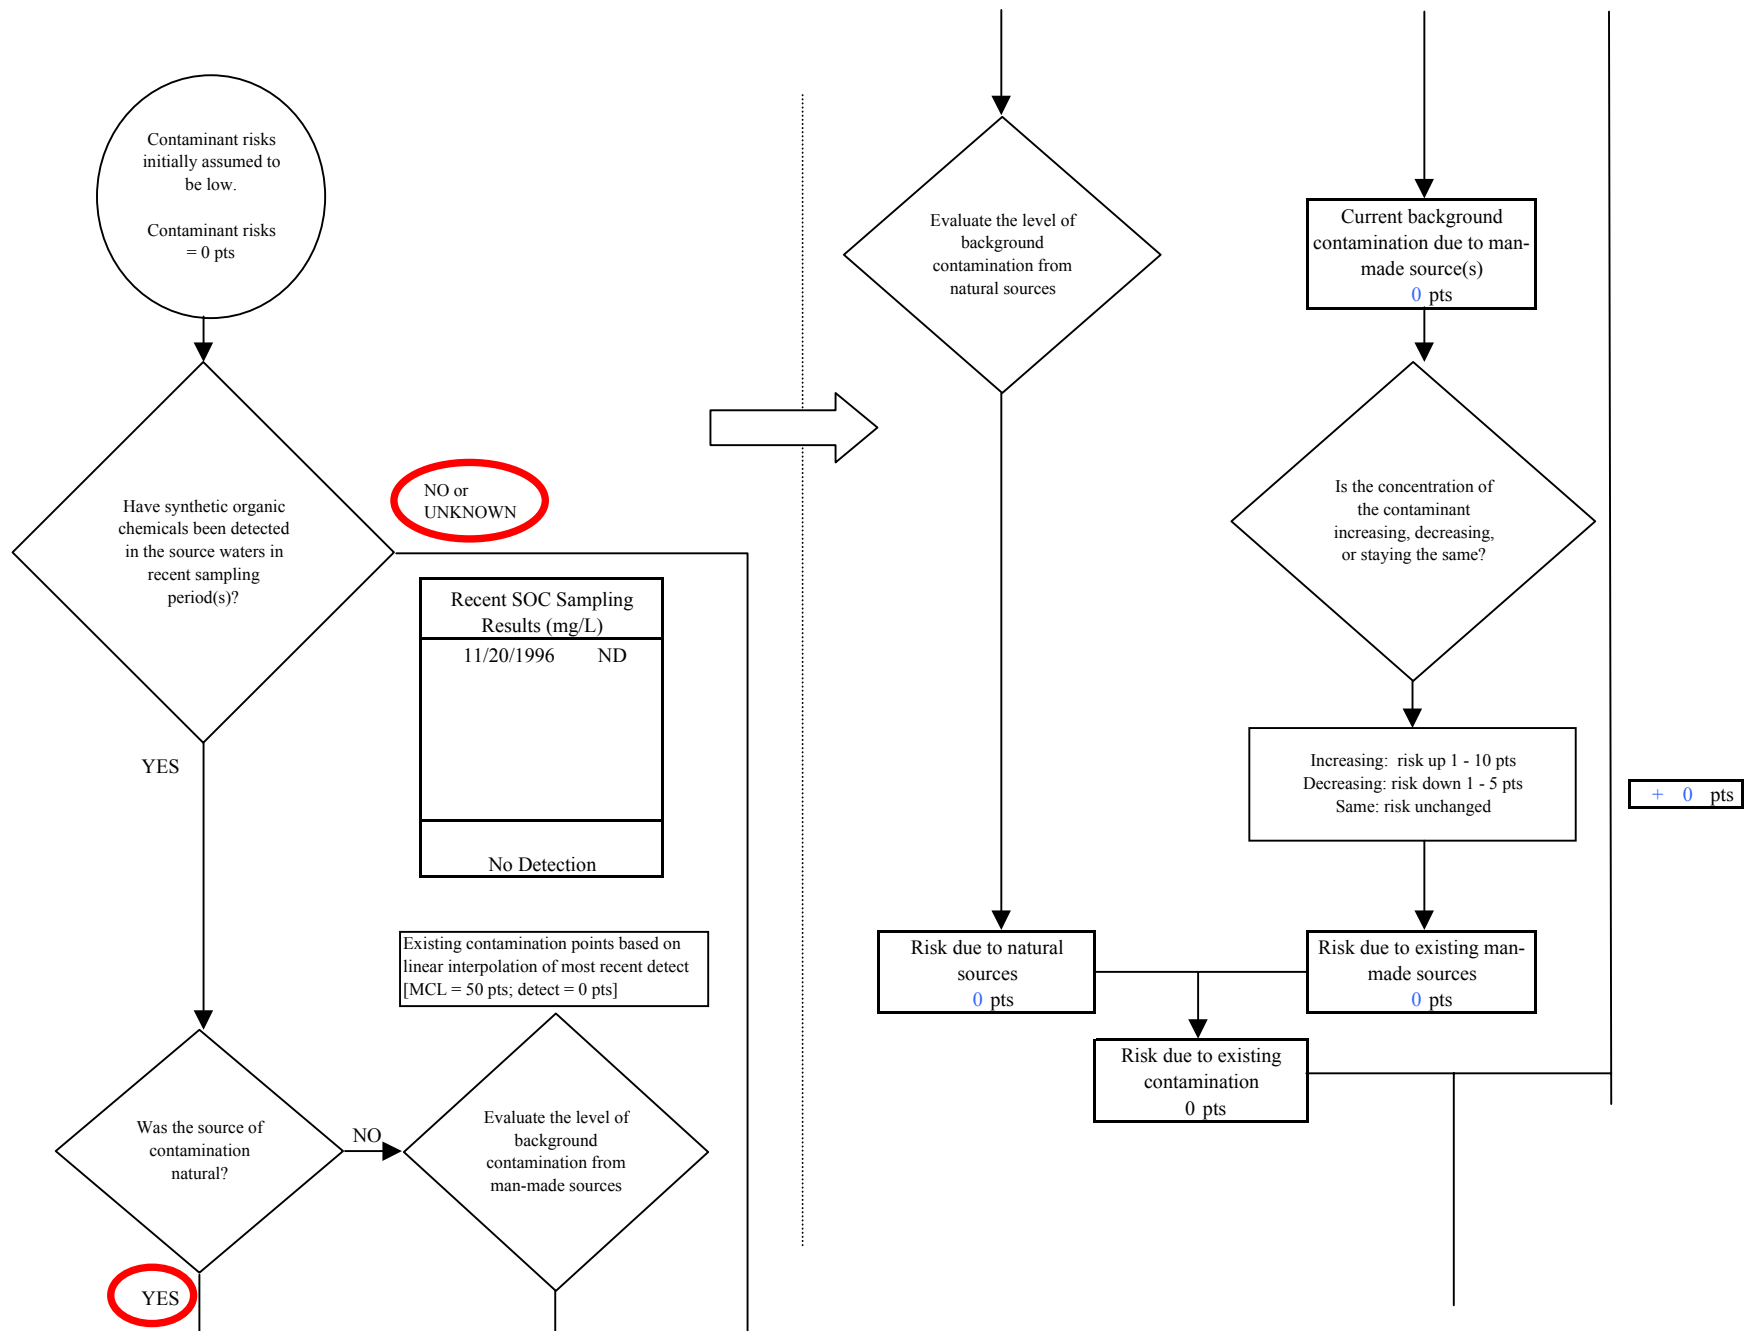 Contaminant risks
initially assumed to
be low.
Contaminant risks
= 0 pts
Have synthetic organic
chemicals been detected
in the source waters in
recent sampling
period(s)?
NO or
UNKNOWN
Recent SOC Sampling
Results (mg/L)
11/20/1996 ND
No Detection
YES
Existing contamination points based on
linear interpolation of most recent detect
[MCL = 50 pts; detect = 0 pts]
Was the source of
contamination
natural?
NO
Evaluate the level of
background
contamination from
man-made sources
YES
Evaluate the level of
background
contamination from
natural sources
Current background
contamination due to man-
made source(s)
0 pts
Is the concentration of
the contaminant
increasing, decreasing,
or staying the same?
Increasing: risk up 1 - 10 pts
Decreasing: risk down 1 - 5 pts
Same: risk unchanged
+ 0 pts
Risk due to natural
sources
0 pts
Risk due to existing man-
made sources
0 pts
Risk due to existing
contamination
0 pts